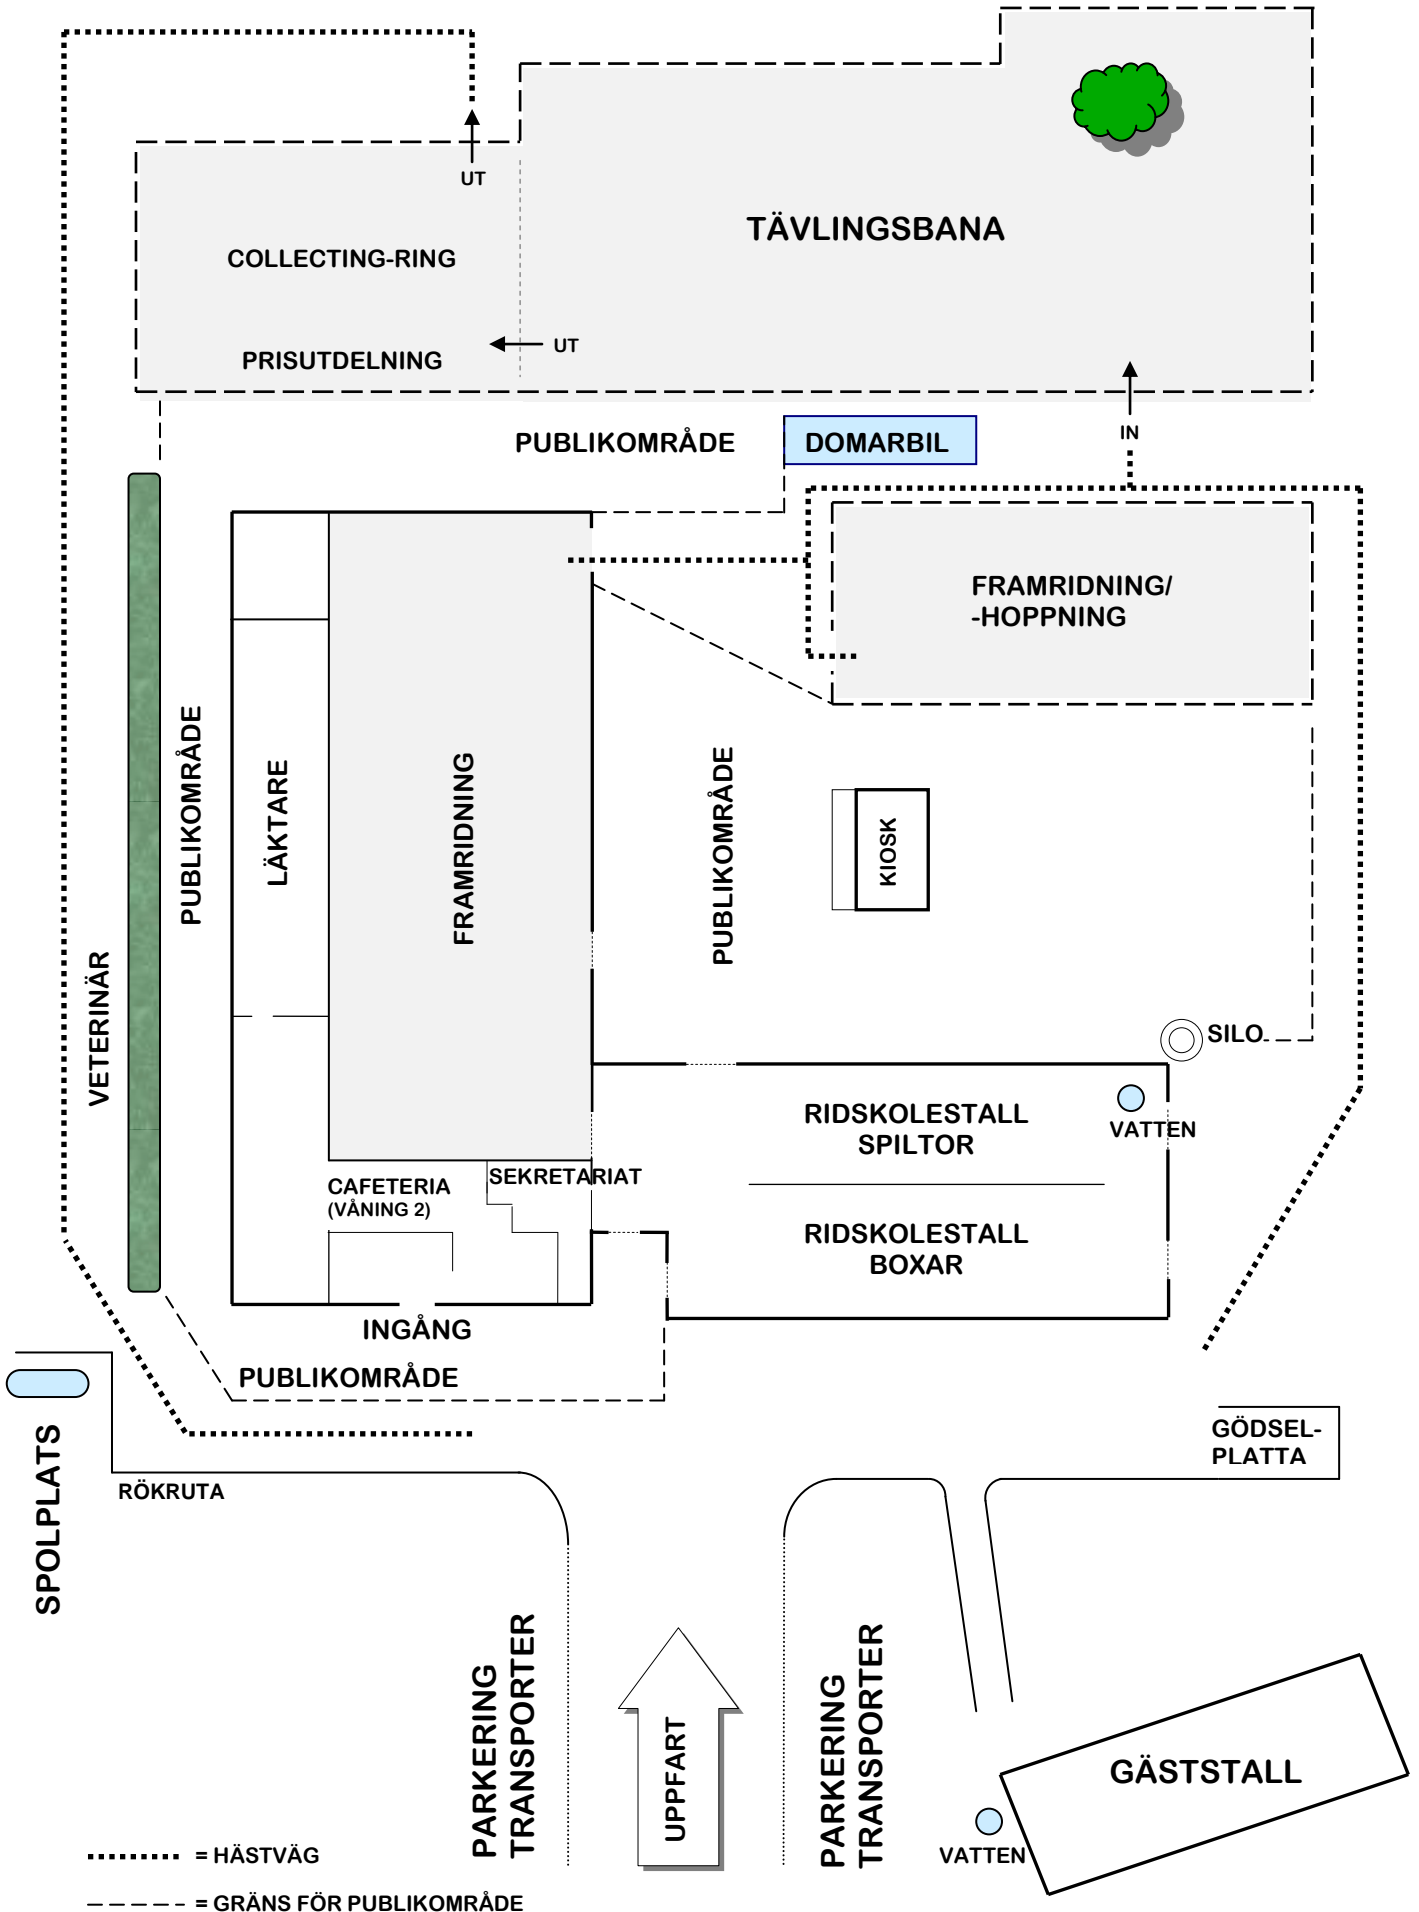 UT
TÄVLINGSBANA
COLLECTING-RING
UT
PRISUTDELNING
IN
PUBLIKOMRÅDE
DOMARBIL
FRAMRIDNING/
-HOPPNING
PUBLIKOMRÅDE
LÄKTARE
FRAMRIDNING
PUBLIKOMRÅDE
KIOSK
VETERINÄR
SILO
RIDSKOLESTALL
SPILTOR
VATTEN
SEKRETARIAT
CAFETERIA
(VÅNING 2)
RIDSKOLESTALL
BOXAR
INGÅNG
PUBLIKOMRÅDE
SPOLPLATS
GÖDSEL-
PLATTA
RÖKRUTA
PARKERING
TRANSPORTER
UPPFART
PARKERING
TRANSPORTER
GÄSTSTALL
VATTEN
= HÄSTVÄG
= GRÄNS FÖR PUBLIKOMRÅDE